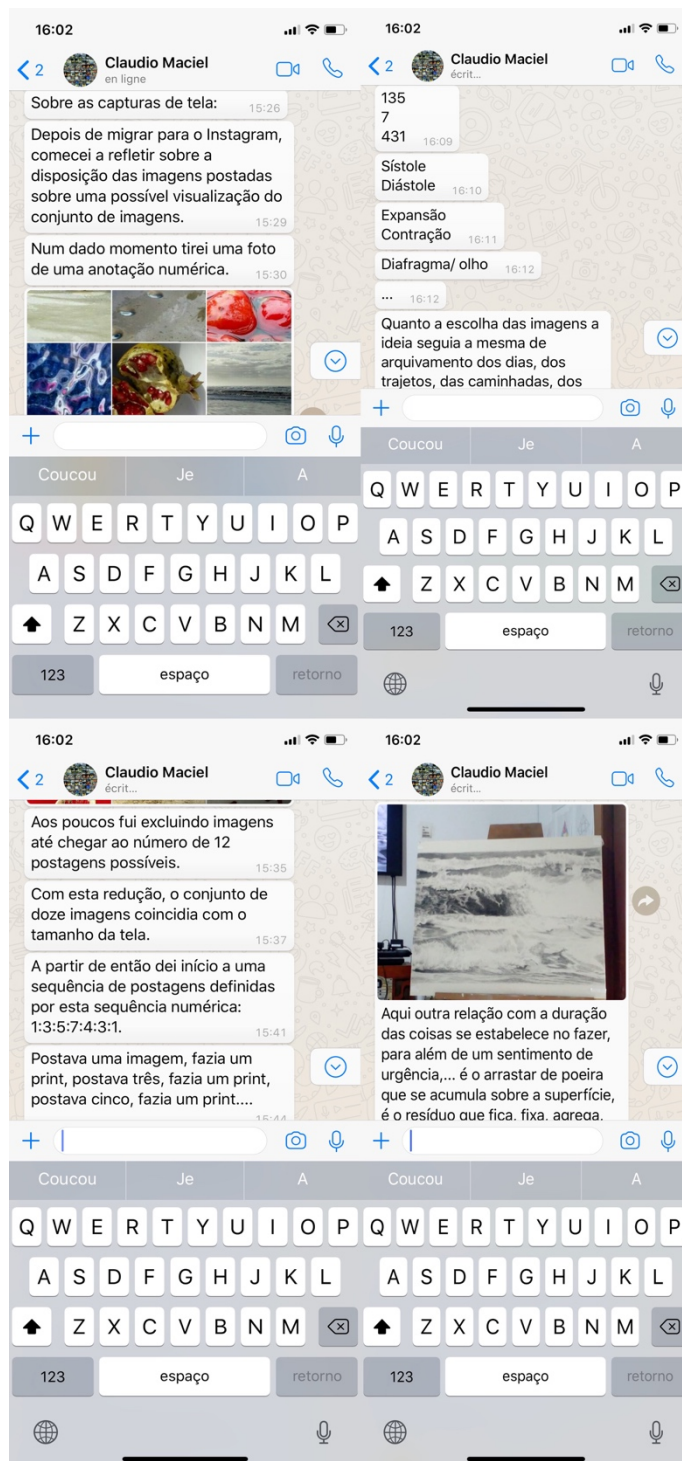 16:02
2
Claudio Maciel
en ligne
Sobre as capturas de tela:
15:26
Depois de migrar para o Instagram,
comecei a refletir sobre a
disposição das imagens postadas
sobre uma possível visualização do
conjunto de imagens.
15:29
Num dado momento tirei uma foto
de uma anotação numérica.
15:30
Coucou Je A
Q W E R T Y U I O P
A S D F G H J K L
Z X C V B N M
123 espaço retorno
16:02
2
Claudio Maciel
écrit...
135
7
431
16:09
Sístole
Diástole
16:10
Expansão
Contração
16:11
Diafragma/ olho
16:12
...
16:12
Quanto a escolha das imagens a
ideia seguia a mesma de
arquivamento dos dias, dos
trajetos, das caminhadas, dos
Coucou Je A
Q W E R T Y U I O P
A S D F G H J K L
Z X C V B N M
123 espaço retorno
16:02
2
Claudio Maciel
écrit...
Aos poucos fui excluindo imagens
até chegar ao número de 12
postagens possíveis.
15:35
Com esta redução, o conjunto de
doze imagens coincidia com o
tamanho da tela.
15:37
A partir de então dei início a uma
sequência de postagens definidas
por esta sequência numérica:
1:3:5:7:4:3:1.
15:41
Postava uma imagem, fazia um
print, postava três, fazia um print,
postava cinco, fazia um print....
15:44
Coucou Je A
Q W E R T Y U I O P
A S D F G H J K L
Z X C V B N M
123 espaço retorno
16:02
2
Claudio Maciel
écrit...
Aqui outra relação com a duração
das coisas se estabelece no fazer,
para além de um sentimento de
urgência,... é o arrastar de poeira
que se acumula sobre a superfície,
é o resíduo que fica, fixa, agrega,
Coucou Je A
Q W E R T Y U I O P
A S D F G H J K L
Z X C V B N M
123 espaço retorno